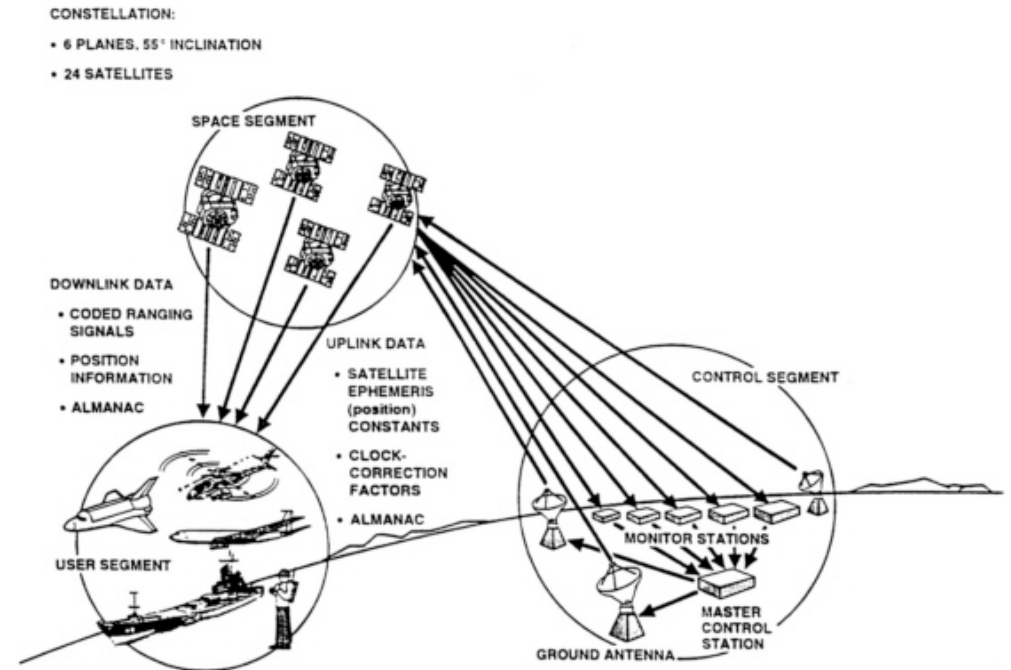 CONSTELLATION:
• 6 PLANES, 55° INCLINATION
• 24 SATELLITES
SPACE SEGMENT
DOWNLINK DATA
• CODED RANGING
SIGNALS
• POSITION
INFORMATION
• ALMANAC
UPLINK DATA
• SATELLITE
EPHEMERIS
(position)
CONSTANTS
• CLOCK-
CORRECTION
FACTORS
• ALMANAC
CONTROL SEGMENT
MONITOR STATIONS
USER SEGMENT
MASTER
CONTROL
STATION
GROUND ANTENNA